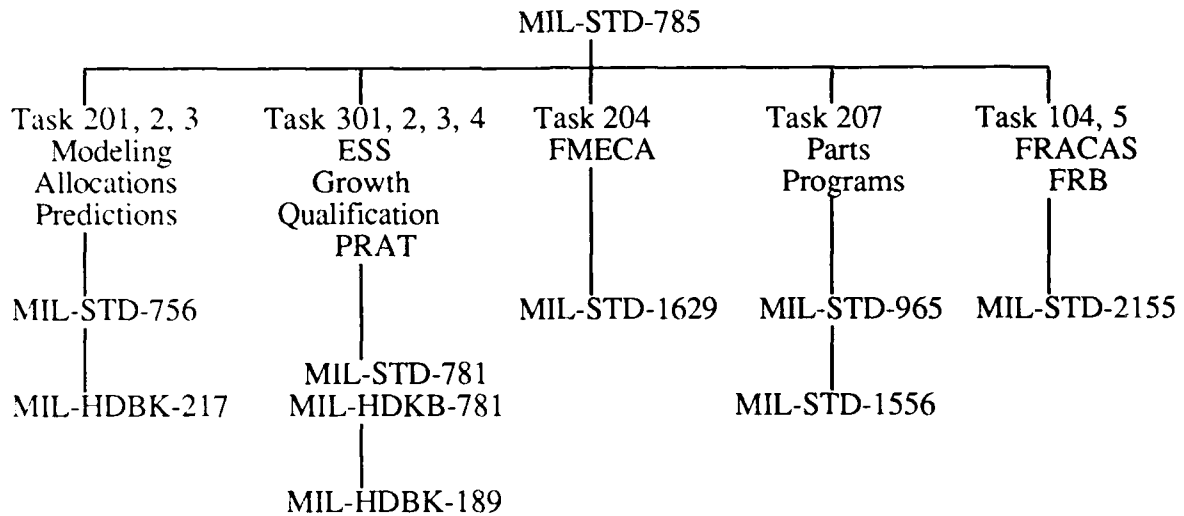 MIL-STD-785
Task 201, 2, 3
Modeling
Allocations
Predictions
MIL-STD-756
MIL-HDBK-217
Task 301, 2, 3, 4
ESS
Growth
Qualification
PRAT
MIL-STD-781
MIL-HDKB-781
MIL-HDBK-189
Task 204
FMECA
MIL-STD-1629
Task 207
Parts
Programs
MIL-STD-965
MIL-STD-1556
Task 104, 5
FRACAS
FRB
MIL-STD-2155